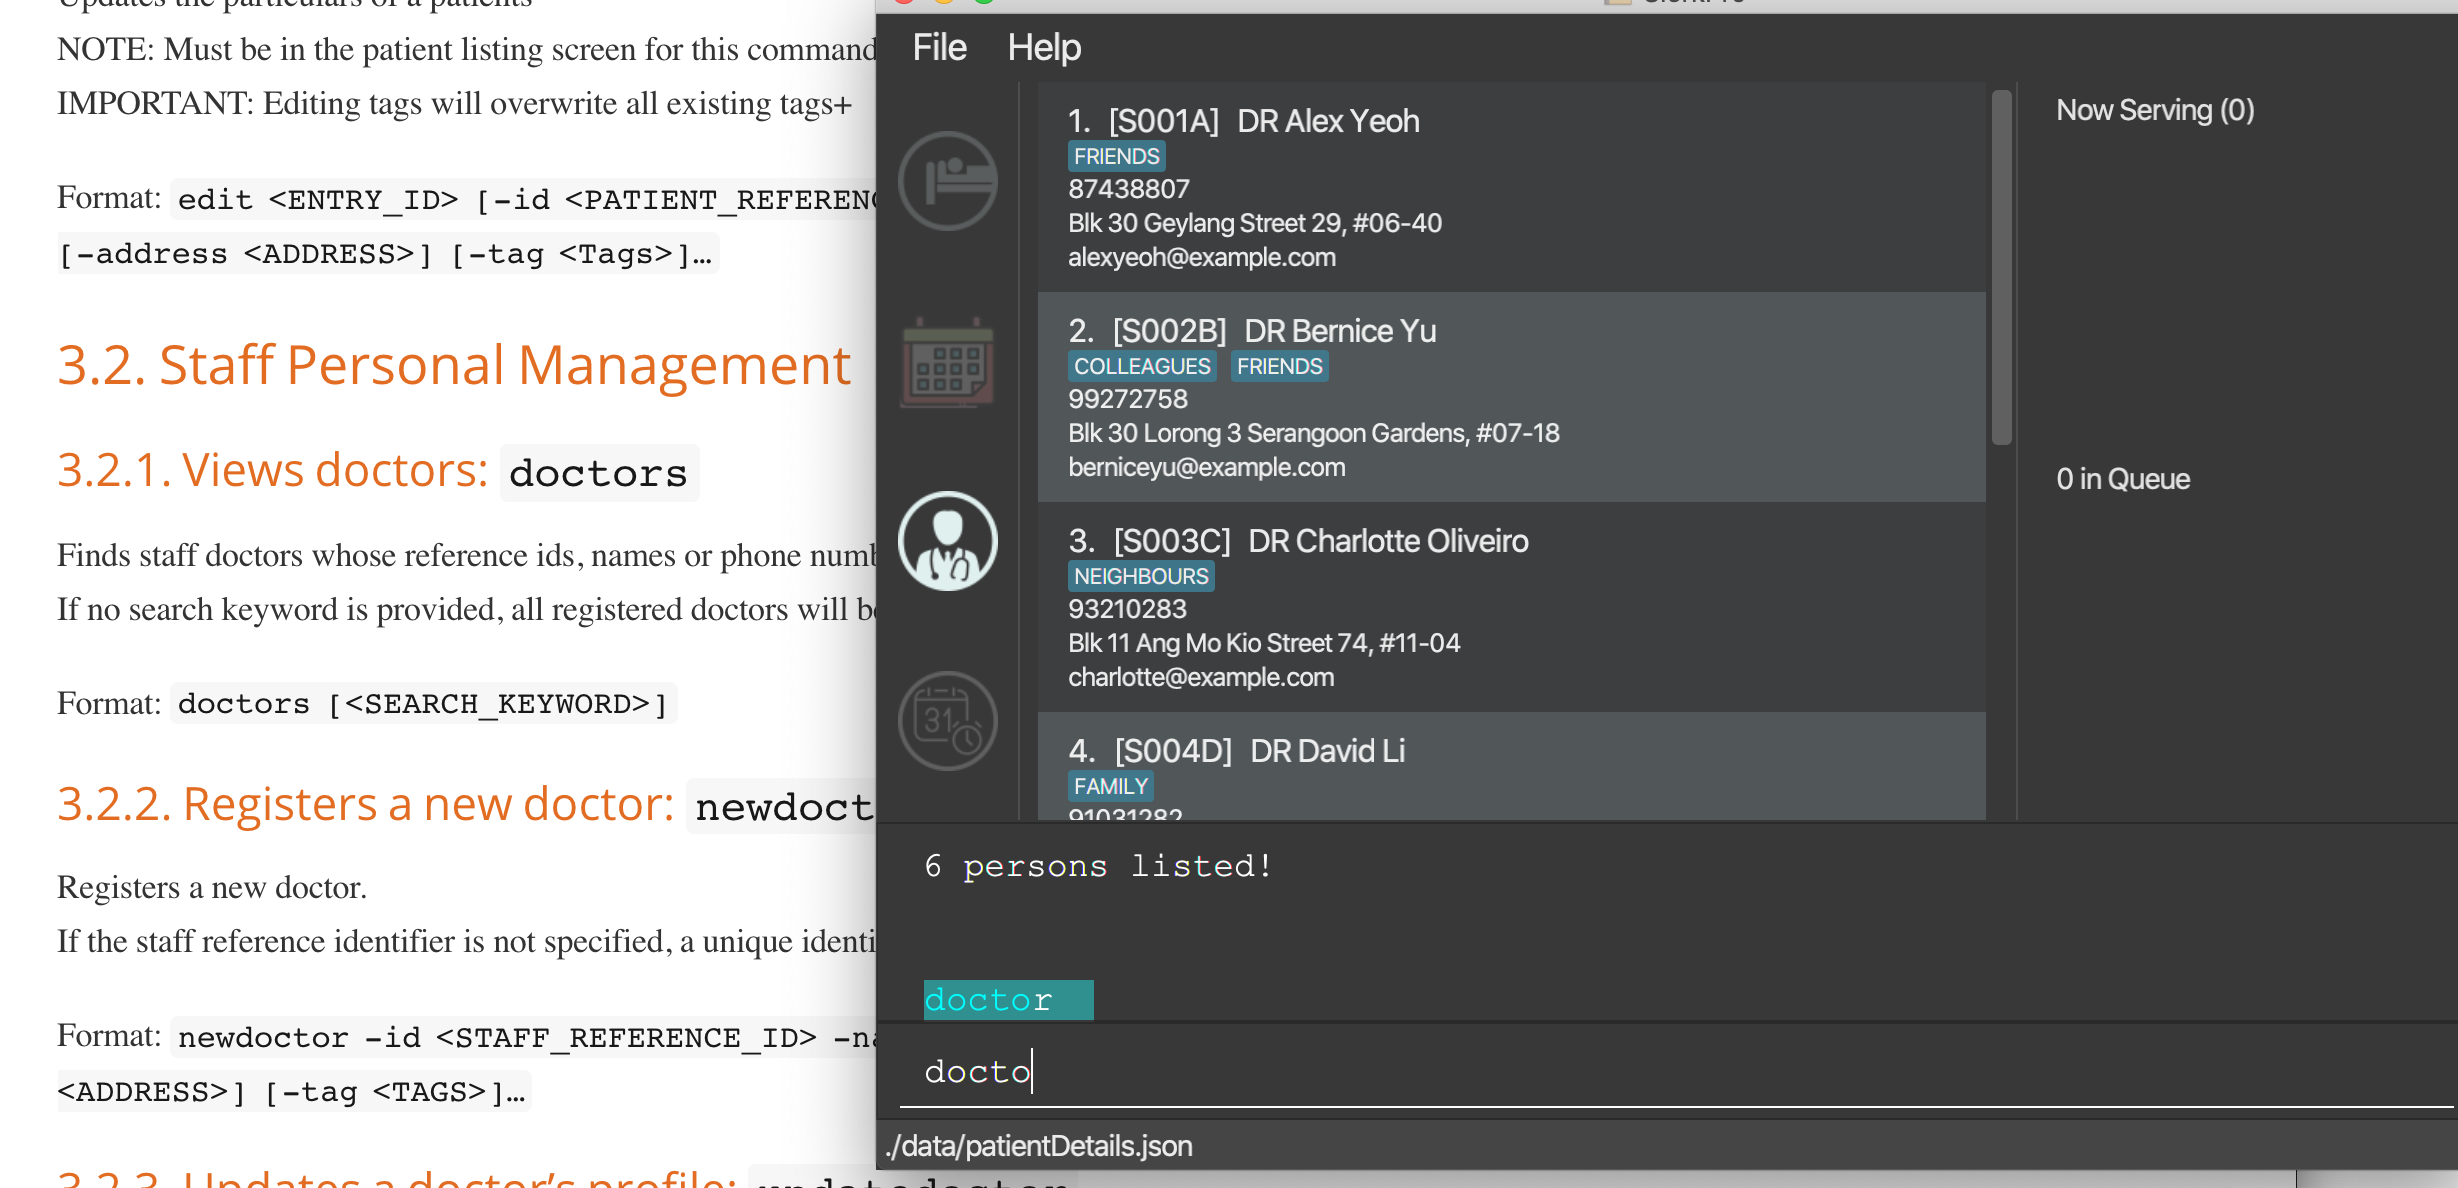 Updates the particulars of a patients
NOTE: Must be in the patient listing screen for this command
IMPORTANT: Editing tags will overwrite all existing tags+
Format: edit <ENTRY_ID> [-id <PATIENT_REFERENC
[-address <ADDRESS>] [-tag <Tags>]…
3.2. Staff Personal Management
3.2.1. Views doctors: doctors
Finds staff doctors whose reference ids, names or phone numb
If no search keyword is provided, all registered doctors will be
Format: doctors [<SEARCH_KEYWORD>]
3.2.2. Registers a new doctor: newdoct
Registers a new doctor.
If the staff reference identifier is not specified, a unique identi
Format: newdoctor -id <STAFF_REFERENCE_ID> -na
<ADDRESS>] [-tag <TAGS>]…
3.2.3. Updates a doctor's profile: updatedoctor
File Help
1. [S001A] DR Alex Yeoh
FRIENDS
87438807
Blk 30 Geylang Street 29, #06-40
alexyeoh@example.com
2. [S002B] DR Bernice Yu
COLLEAGUES FRIENDS
99272758
Blk 30 Lorong 3 Serangoon Gardens, #07-18
berniceyu@example.com
3. [S003C] DR Charlotte Oliveiro
NEIGHBOURS
93210283
Blk 11 Ang Mo Kio Street 74, #11-04
charlotte@example.com
4. [S004D] DR David Li
FAMILY
91031282
31
Now Serving (0)
0 in Queue
6 persons listed!
doctor
docto
./data/patientDetails.json